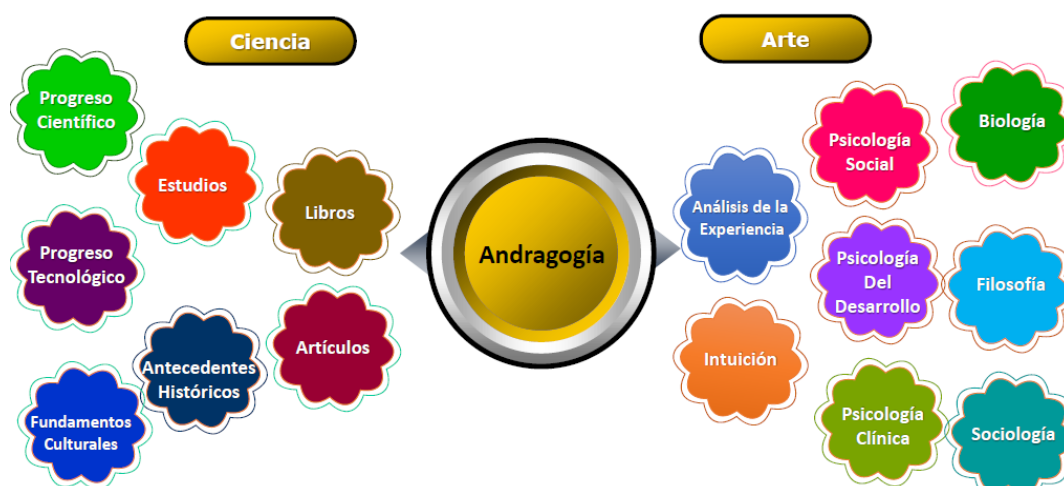 Ciencia
Arte
Progreso
Científico
Estudios
Libros
Progreso
Tecnológico
Antecedentes
Históricos
Artículos
Fundamentos
Culturales
Andragogía
Análisis de la
Experiencia
Intuición
Psicología
Social
Biología
Psicología
Del
Desarrollo
Filosofía
Psicología
Clínica
Sociología